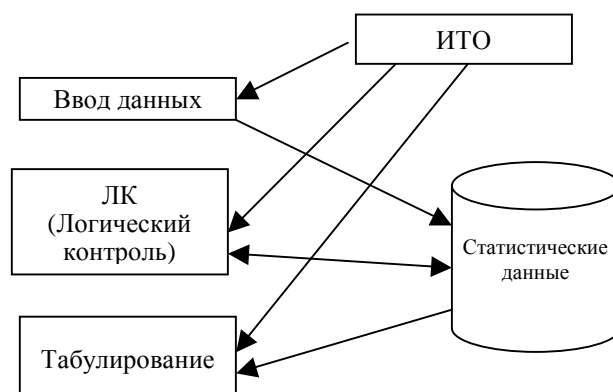 ИТО
Ввод данных
ЛК
(Логический
контроль)
Статистические
данные
Табулирование